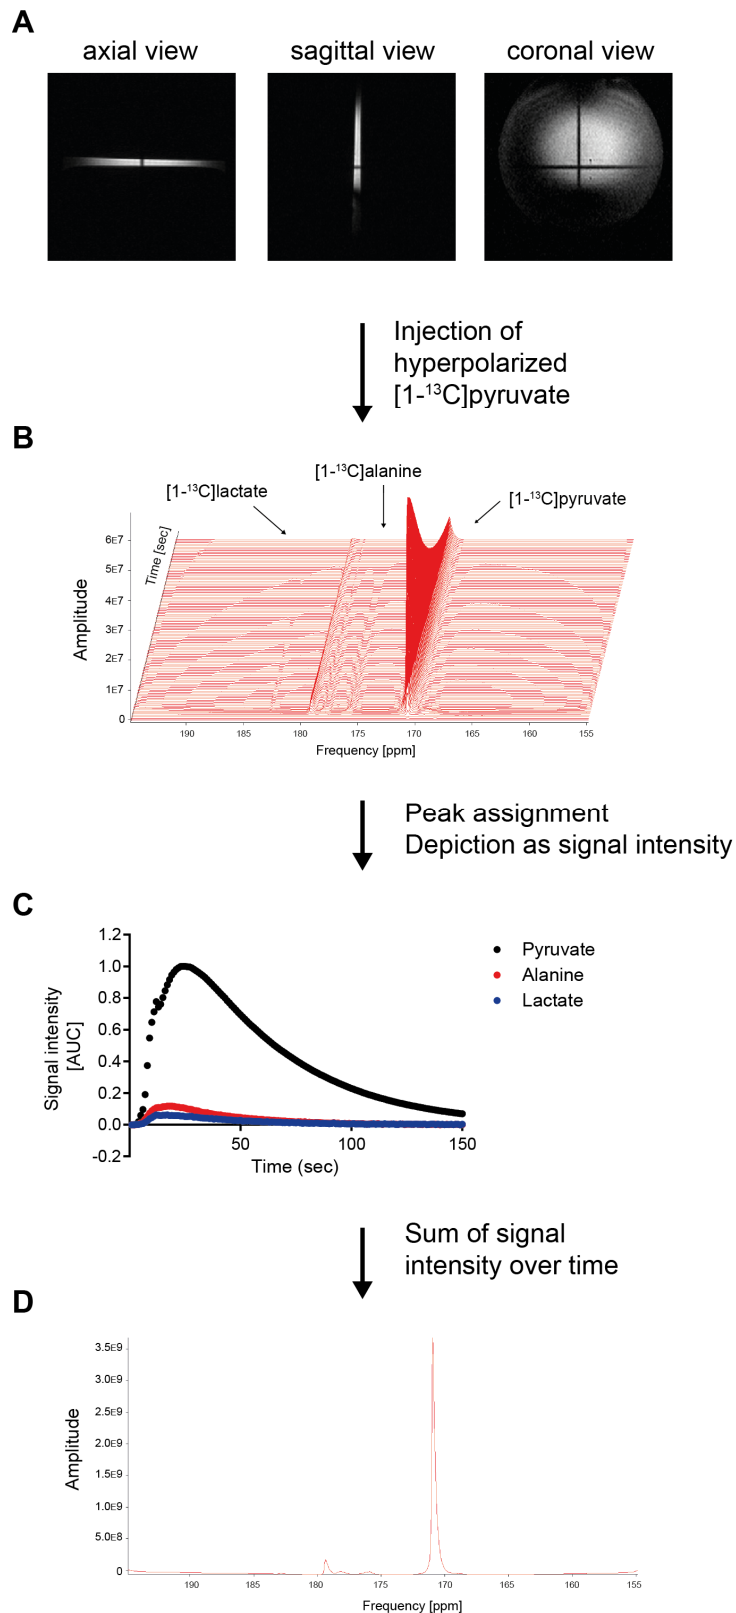 A
axial view
sagittal view
coronal view
Injection of
hyperpolarized
[1-¹³C]pyruvate
B
[1-¹³C]lactate
[1-¹³C]alanine
[1-¹³C]pyruvate
Time [sec]
Amplitude
6E7
5E7
4E7
3E7
2E7
1E7
0
190
185
180
175
170
165
160
155
Frequency [ppm]
Peak assignment
Depiction as signal intensity
C
Signal intensity
[AUC]
1.2
1.0
0.8
0.6
0.4
0.2
0.0
-0.2
50
100
150
Time (sec)
Pyruvate
Alanine
Lactate
Sum of signal
intensity over time
D
Amplitude
3.5E9
3.0E9
2.5E9
2.0E9
1.5E9
1.0E9
5.0E8
0
190
185
180
175
170
165
160
155
Frequency [ppm]